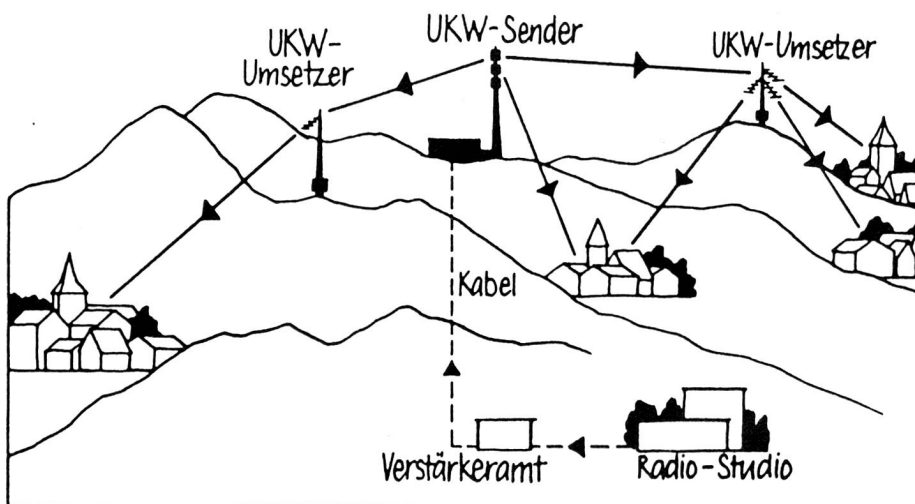 UKW-Sender
UKW-
Umsetzer
UKW-Umsetzer
Kabel
Verstärkeramt
Radio-Studio